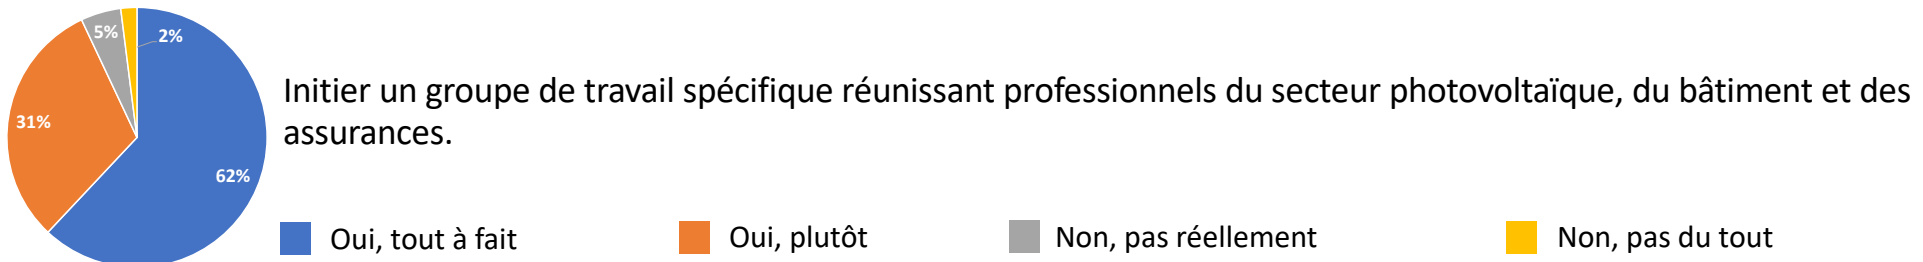 5%
2%
31%
62%
Initier un groupe de travail spécifique réunissant professionnels du secteur photovoltaïque, du bâtiment et des
assurances.
Oui, tout à fait
Oui, plutôt
Non, pas réellement
Non, pas du tout